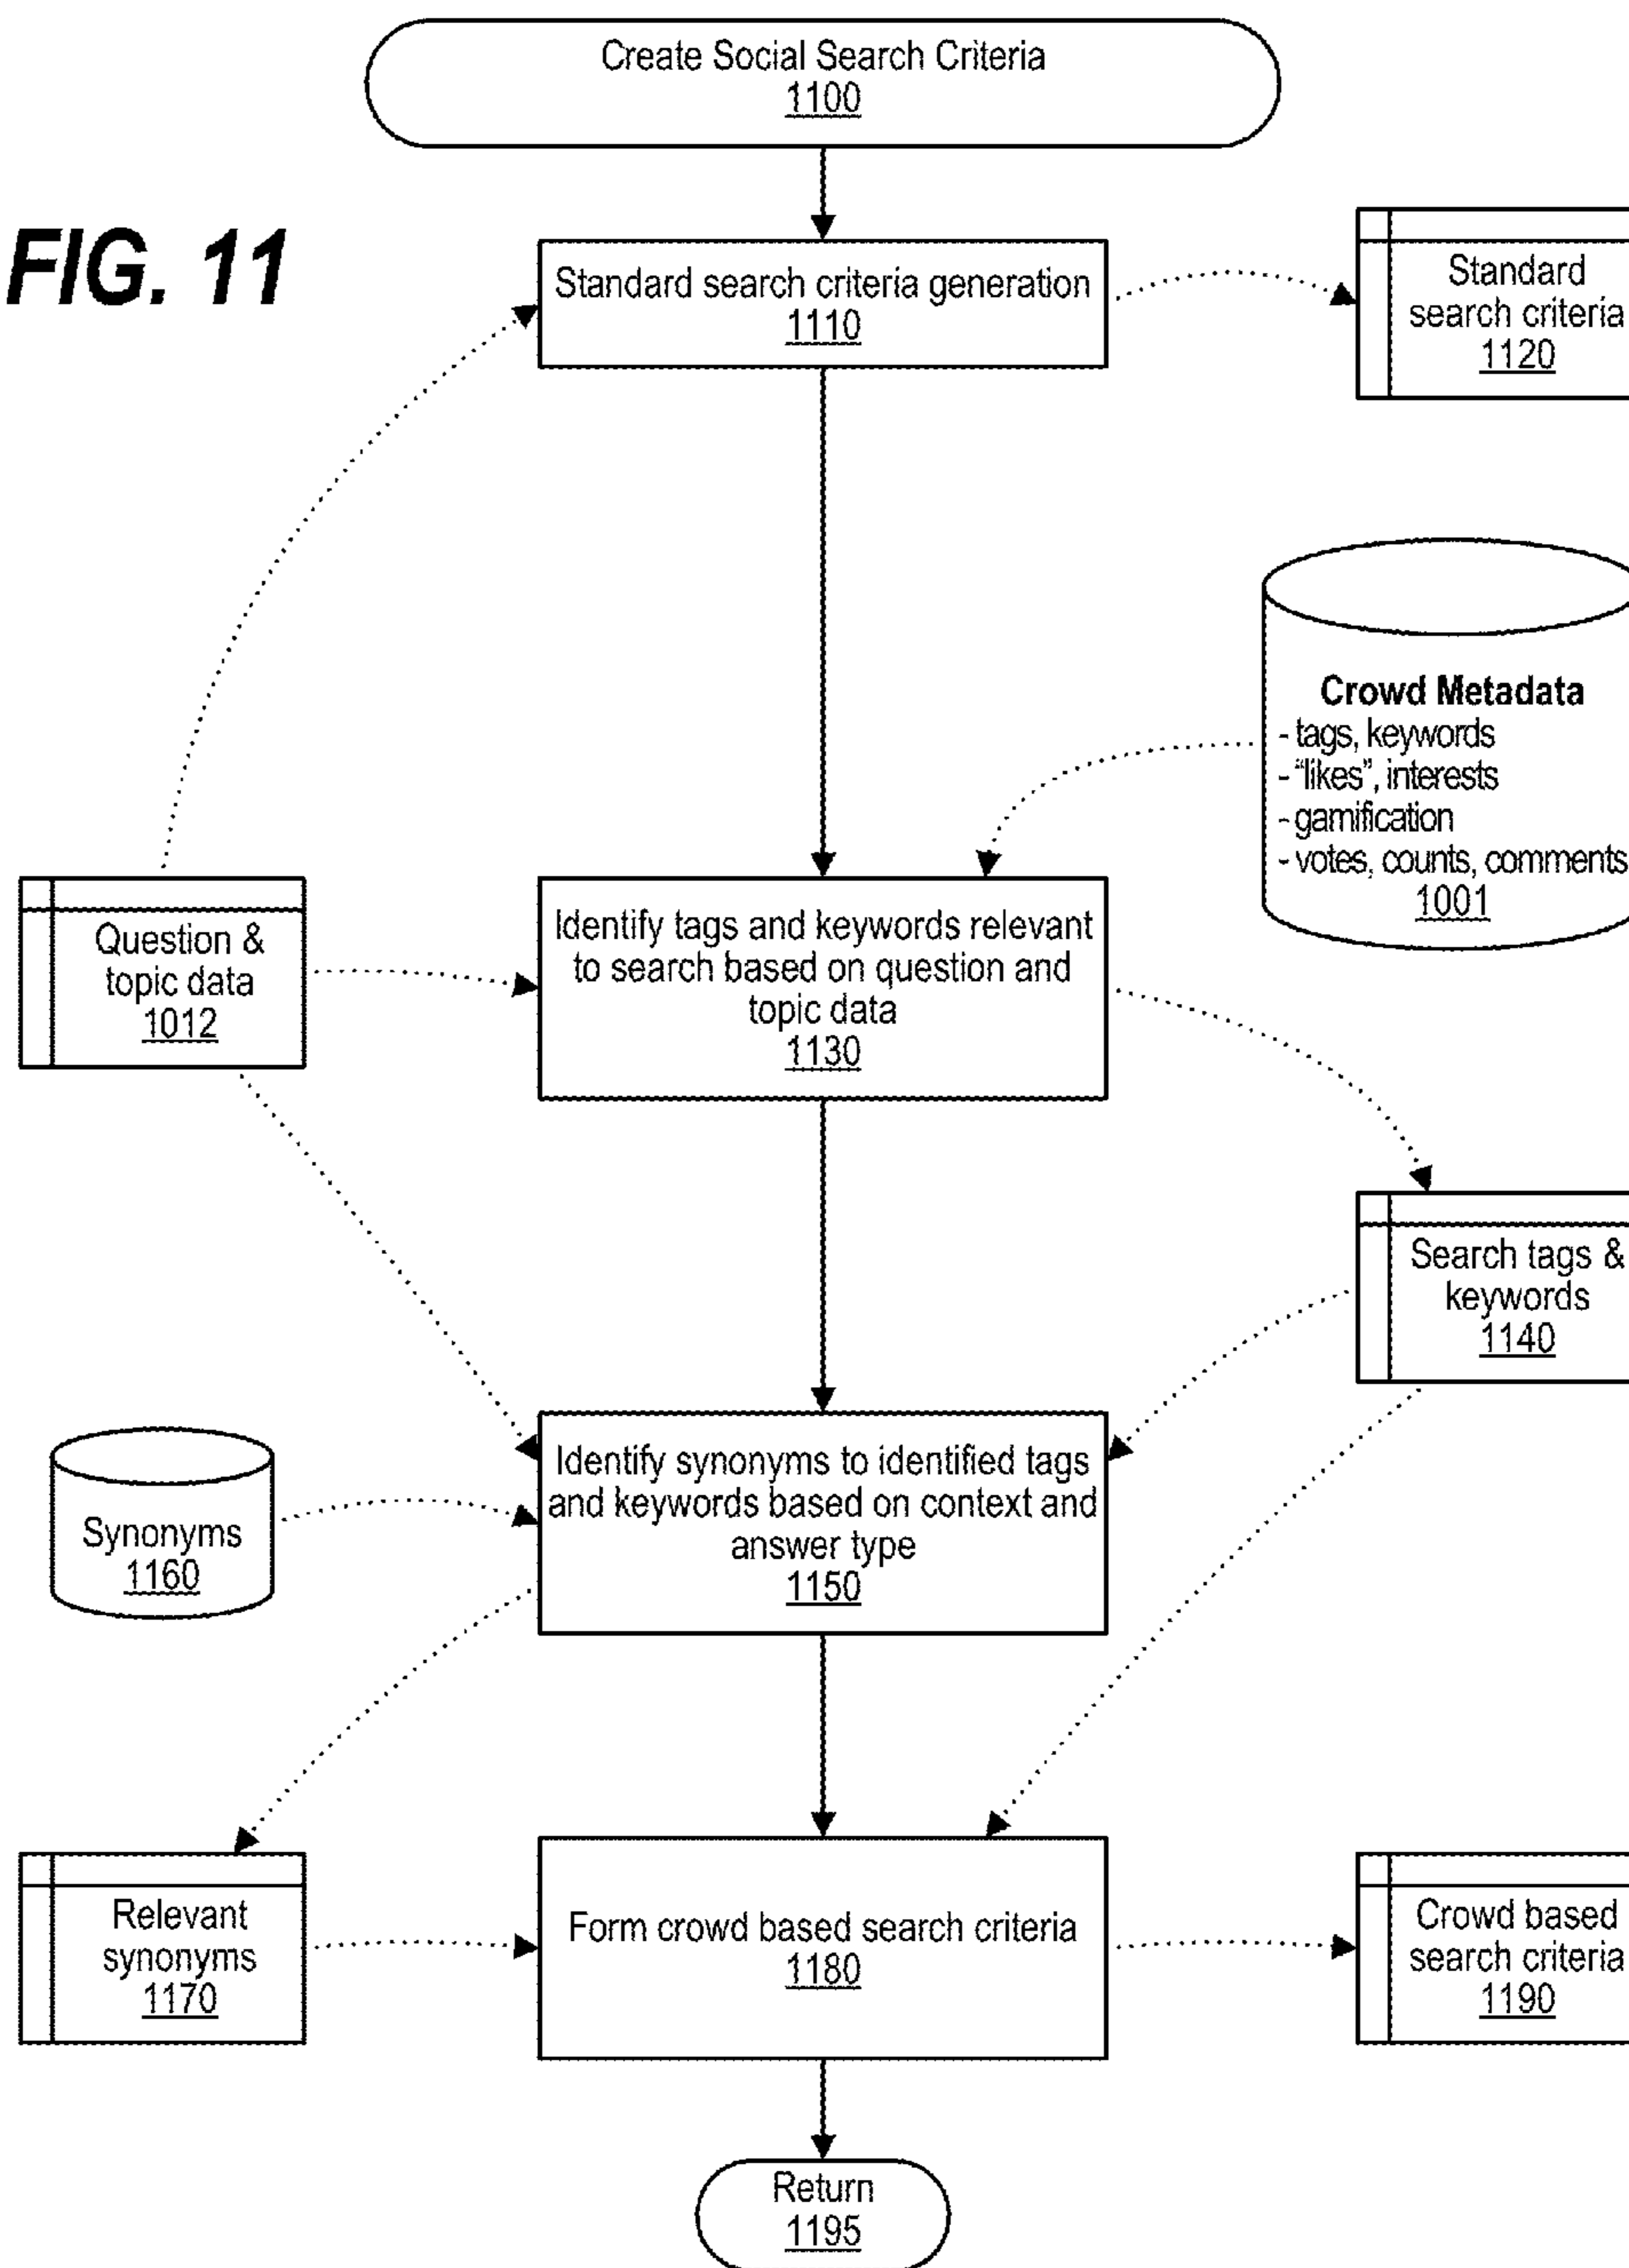 Create Social Search Criteria
1100
FIG. 11
Standard search criteria generation
1110
Standard
search criteria
1120
Crowd Metadata
- tags, keywords
- "likes", interests
- gamification
- votes, counts, comments
1001
Question &
topic data
1012
Identify tags and keywords relevant
to search based on question and
topic data
1130
Search tags &
keywords
1140
Synonyms
1160
Identify synonyms to identified tags
and keywords based on context and
answer type
1150
Relevant
synonyms
1170
Form crowd based search criteria
1180
Crowd based
search criteria
1190
Return
1195